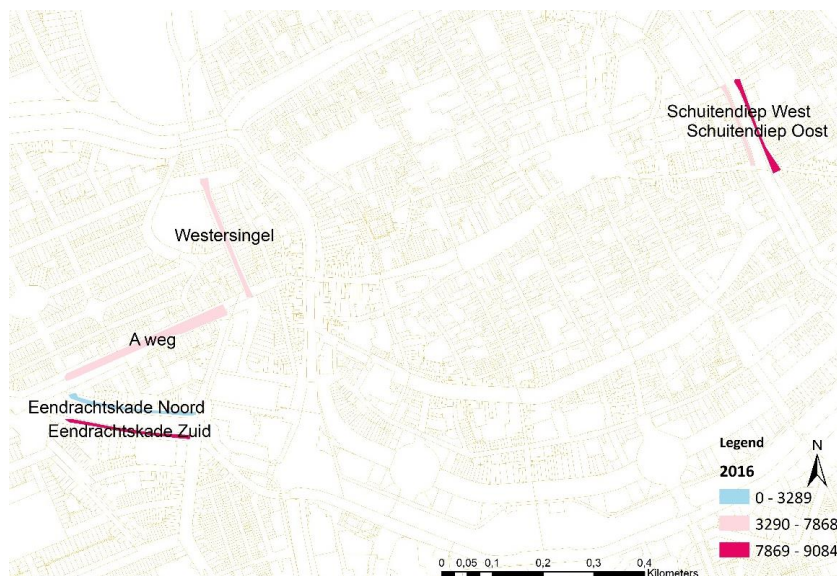 Schuitendiep West
Schuitendiep Oost
Westersingel
A weg
Eendrachtskade Noord
Eendrachtskade Zuid
Legend
N
2016
0 - 3289
3290 - 7868
7869 - 9084
0 0,05 0,1 0,2 0,3 0,4
Kilometers